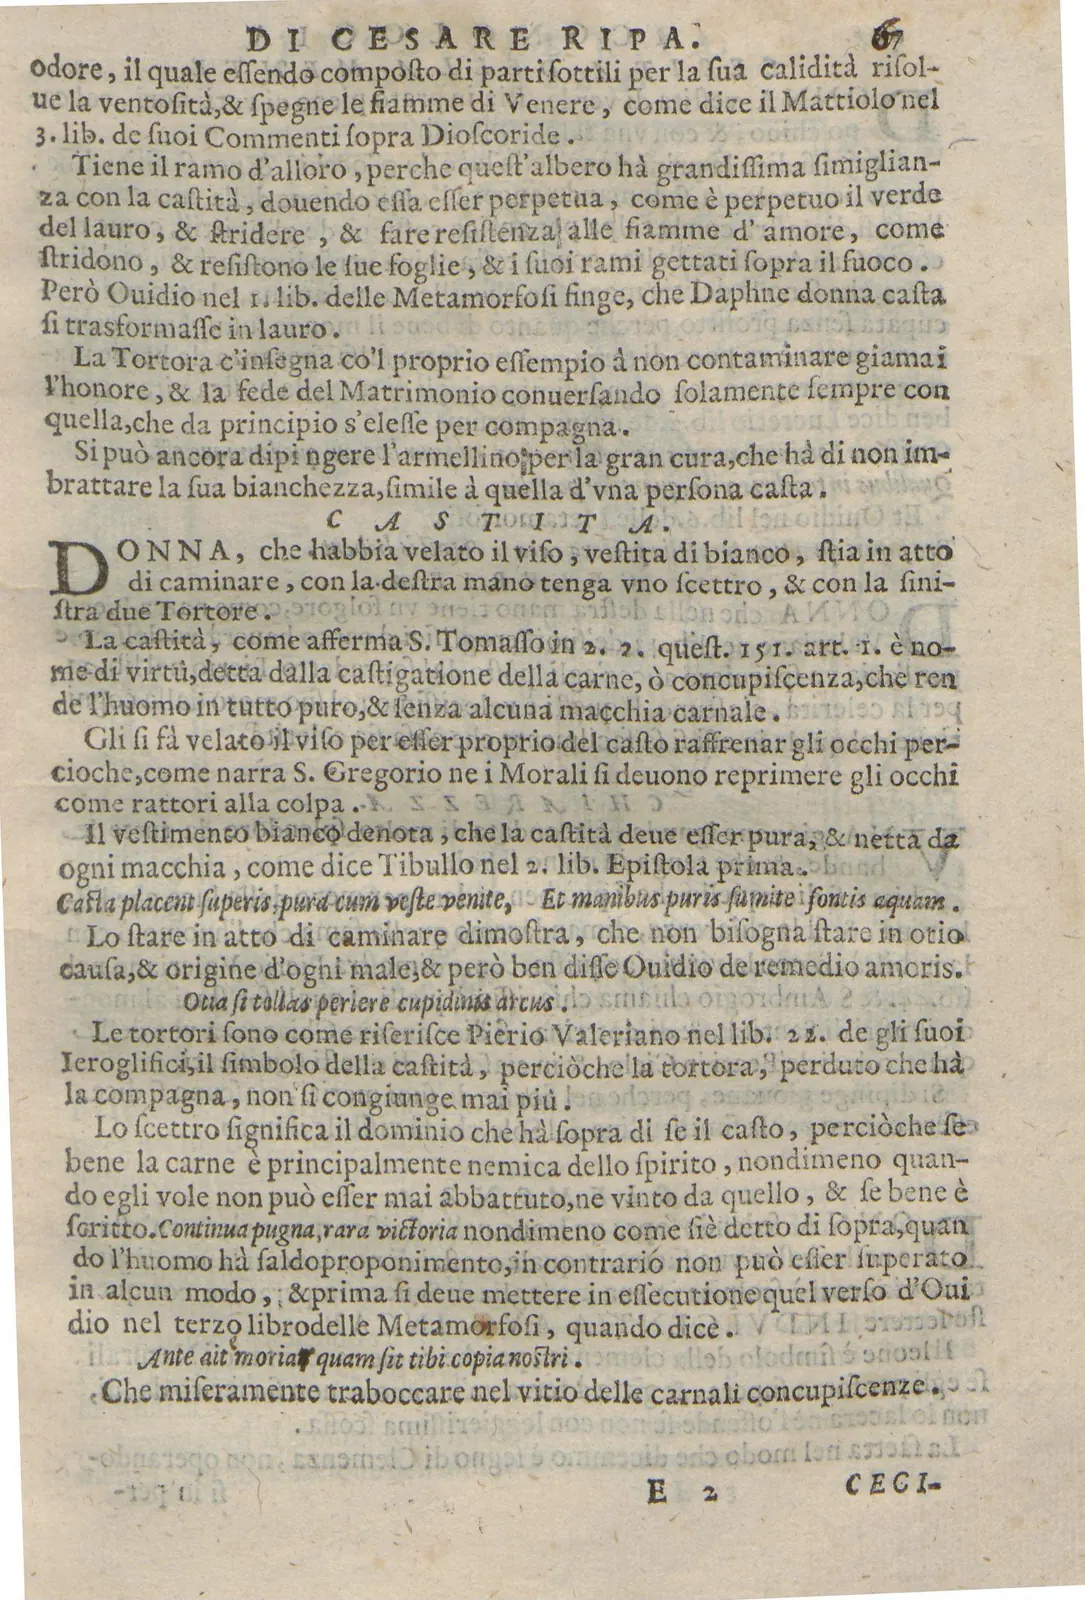 DI CESARE RIPA. 67
odore, il quale eſſendo compoſto di parti ſottili per la ſua calidità riſol-
ue la ventoſità,& ſpegne le fiamme di Venere, come dice il Mattiolo nel
3. lib. de ſuoi Commenti ſopra Dioſcoride.
Tiene il ramo d'alloro, perche queſt'albero hà grandiſſima ſimiglian-
za con la caſtità, douendo eſſa eſſer perpetua, come è perpetuo il verde
del lauro, & ſtridere, & fare reſiſtenza alle fiamme d'amore, come
ſtridono, & reſiſtono le ſue foglie, & i ſuoi rami gettati ſopra il fuoco.
Però Ouidio nel 1. lib. delle Metamorfoſi finge, che Daphne donna caſta
ſi trasformaſſe in lauro.
La Tortora c'inſegna co'l proprio eſſempio à non contaminare giamai
l'honore, & la fede del Matrimonio conuerſando ſolamente ſempre con
quella,che da principio s'eleſſe per compagna.
Si può ancora dipi ngere l'armellino,per la gran cura,che hà di non im-
brattare la ſua bianchezza,ſimile à quella d'vna perſona caſta.
CASTITA.
DONNA, che habbia velato il viſo, veſtita di bianco, ſtia in atto
di caminare, con la deſtra mano tenga vno ſcettro, & con la ſini-
ſtra due Tortore.
La caſtità, come afferma S. Tomaſſo in 2. 2. queſt. 151. art. 1. è no-
me di virtù,detta dalla caſtigatione della carne, ò concupiſcenza,che ren
de l'huomo in tutto puro,& ſenza alcuna macchia carnale.
Gli ſi fà velato il viſo per eſſer proprio del caſto raffrenar gli occhi per-
cioche,come narra S. Gregorio ne i Morali ſi deuono reprimere gli occhi
come rattori alla colpa.
Il veſtimento bianco denota, che la caſtità deue eſſer pura, & netta da
ogni macchia, come dice Tibullo nel 2. lib. Epiſtola prima.
Caſta placent ſuperis,pura cum veſte venite, Et manibus puris ſumite fontis aquam.
Lo ſtare in atto di caminare dimoſtra, che non biſogna ſtare in otio
cauſa,& origine d'ogni male,& però ben diſſe Ouidio de remedio amoris.
Otia ſi tollas periere cupidinis arcus.
Le tortori ſono come riferiſce Pierio Valeriano nel lib. 22. de gli ſuoi
Ieroglifici,il ſimbolo della caſtità, perciòche la tortora, perduto che hà
la compagna, non ſi congiunge mai più.
Lo ſcettro ſignifica il dominio che hà ſopra di ſe il caſto, perciòche ſe
bene la carne è principalmente nemica dello ſpirito, nondimeno quan-
do egli vole non può eſſer mai abbattuto,ne vinto da quello, & ſe bene è
ſcritto. Continua pugna,rara victoria nondimeno come ſi è detto di ſopra,quan
do l'huomo hà ſaldo proponimento,in contrario non può eſſer ſuperato
in alcun modo, & prima ſi deue mettere in eſſecutione quel verſo d'Oui
dio nel terzo libro delle Metamorfoſi, quando dice.
Ante ait moriar quam ſit tibi copia noſtri.
Che miſeramente traboccare nel vitio delle carnali concupiſcenze.
E 2 CECI-